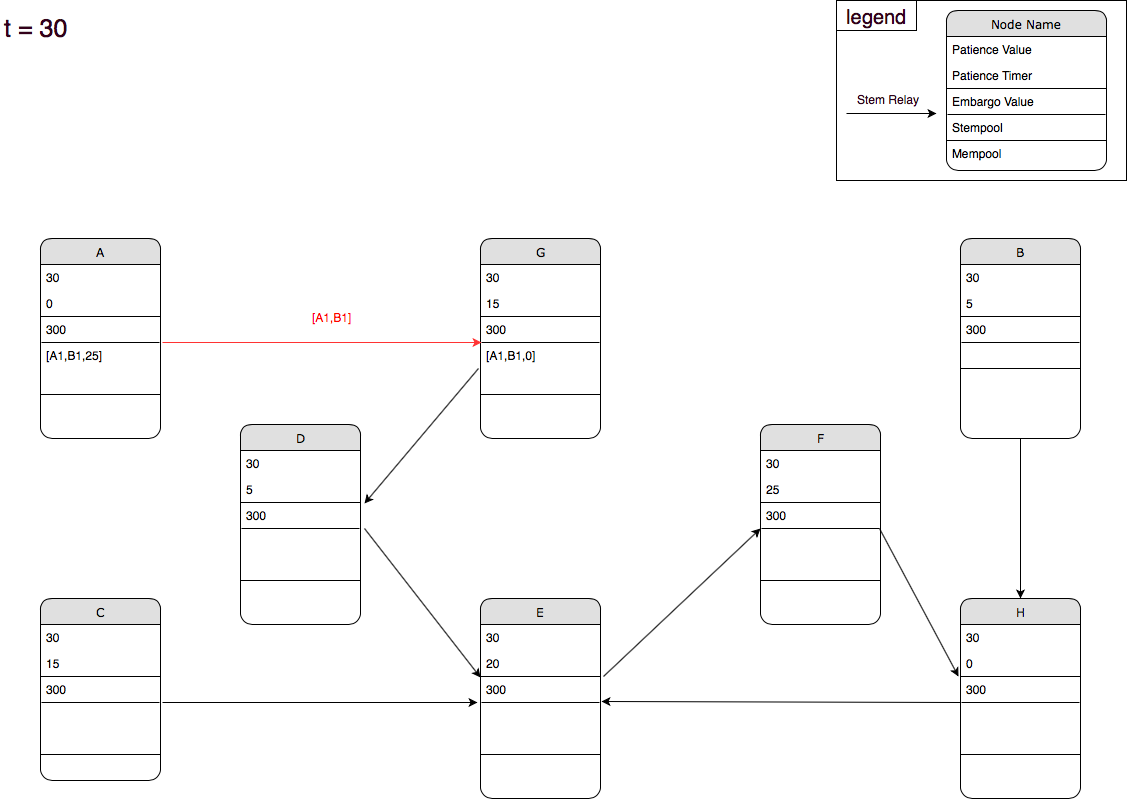 t = 30
legend
Node Name
Patience Value
Patience Timer
Stem Relay
Embargo Value
Stempool
Mempool
A
30
0
300
[A1,B1,25]
[A1,B1]
G
30
15
300
[A1,B1,0]
B
30
5
300
D
30
5
300
F
30
25
300
C
30
15
300
E
30
20
300
H
30
0
300